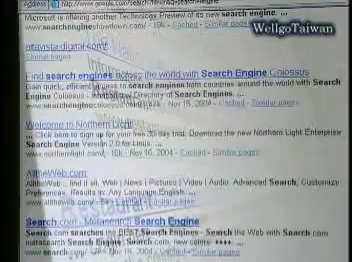 http://www.google.com/search?
Microsoft is offering another Technology Preview of its new search engine. ...
WellgoTaiwan
altavista.digital.com/
Similar pages
Find search engines across the world with Search Engine Colossus
Gain quick, efficient access to search engines from countries around the world with Search
Engine Colossus - International Directory of Search Engines. ...
www.searchenginecolossus.com/ - Nov 16, 2004 - Cached - Similar pages
Welcome to Northern Light
... Click here to sign up for your free 30-day trial. Download the new Northern Light Enterprise
Search Engine Version 2.0 for Linux. ...
www.northernlight.com/ - 10k - Nov 16, 2004 - Cached - Similar pages
AlltheWeb.com
AlltheWeb ... find it all, Web | News | Pictures | Video | Audio. Advanced Search, Customize
Preferences. Results in: Any Language English. ...
www.alltheweb.com/ - Cached - Similar pages
Search.com - Metasearch Search Engine
Search.com searches the BEST Search Engines - Search the Web with Search.com
metasearch Search Engine. Search.com, new colors. ++++. ...
www.search.com/ - Nov 16, 2004 - Cached - Similar pages